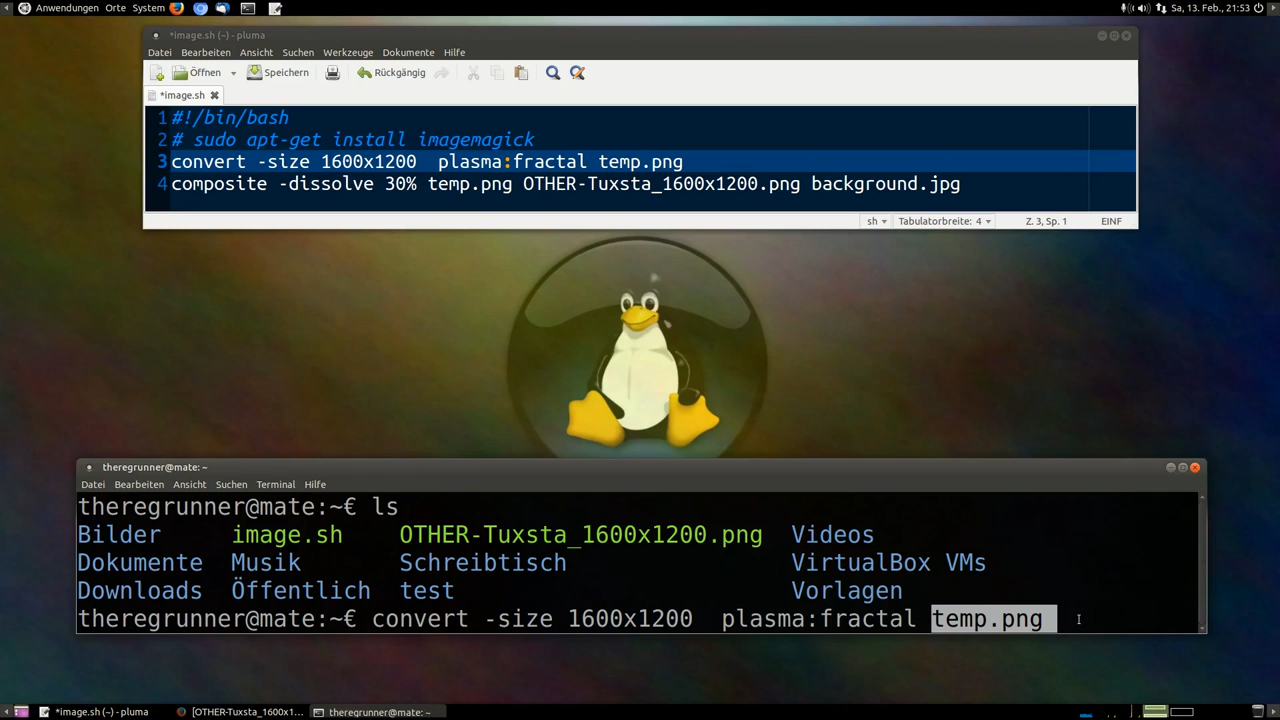 Anwendungen Orte System Sa, 13. Feb., 21:53
*image.sh (~) - pluma
Datei Bearbeiten Ansicht Suchen Werkzeuge Dokumente Hilfe
Öffnen Speichern Rückgängig
*image.sh
1 #!/bin/bash
2 # sudo apt-get install imagemagick
3 convert -size 1600x1200  plasma:fractal temp.png
4 composite -dissolve 30% temp.png OTHER-Tuxsta_1600x1200.png background.jpg
sh Tabulatorbreite: 4 Z. 3, Sp. 1 EINF
theregrunner@mate: ~
Datei Bearbeiten Ansicht Suchen Terminal Hilfe
theregrunner@mate:~€ ls
Bilder image.sh OTHER-Tuxsta_1600x1200.png Videos
Dokumente Musik Schreibtisch VirtualBox VMs
Downloads Öffentlich test Vorlagen
theregrunner@mate:~€ convert -size 1600x1200  plasma:fractal temp.png
*image.sh (~) - pluma [OTHER-Tuxsta_1600x1... theregrunner@mate: ~